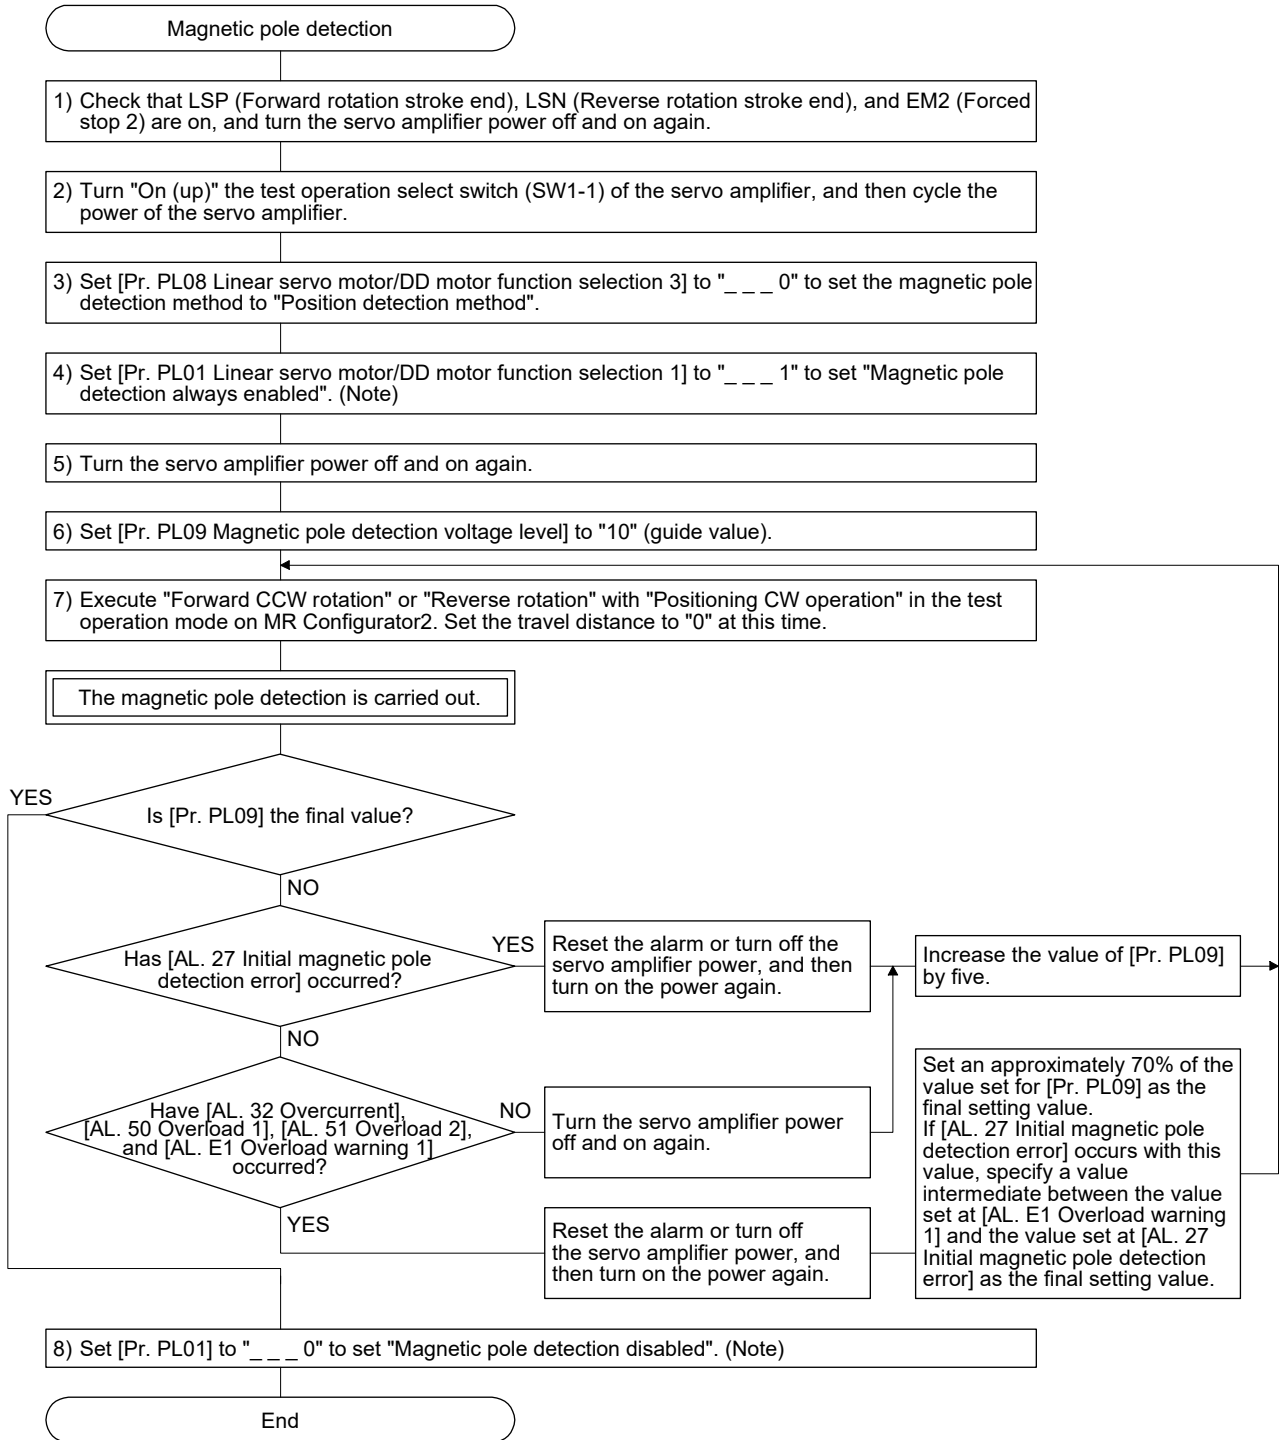 Magnetic pole detection
1) Check that LSP (Forward rotation stroke end), LSN (Reverse rotation stroke end), and EM2 (Forced
stop 2) are on, and turn the servo amplifier power off and on again.
2) Turn "On (up)" the test operation select switch (SW1-1) of the servo amplifier, and then cycle the
power of the servo amplifier.
3) Set [Pr. PL08 Linear servo motor/DD motor function selection 3] to "_ _ _ 0" to set the magnetic pole
detection method to "Position detection method".
4) Set [Pr. PL01 Linear servo motor/DD motor function selection 1] to "_ _ _ 1" to set "Magnetic pole
detection always enabled". (Note)
5) Turn the servo amplifier power off and on again.
6) Set [Pr. PL09 Magnetic pole detection voltage level] to "10" (guide value).
7) Execute "Forward CCW rotation" or "Reverse rotation" with "Positioning CW operation" in the test
operation mode on MR Configurator2. Set the travel distance to "0" at this time.
The magnetic pole detection is carried out.
YES
Is [Pr. PL09] the final value?
NO
Has [AL. 27 Initial magnetic pole
detection error] occurred?
YES
Reset the alarm or turn off the
servo amplifier power, and then
turn on the power again.
Increase the value of [Pr. PL09]
by five.
NO
Have [AL. 32 Overcurrent],
[AL. 50 Overload 1], [AL. 51 Overload 2],
and [AL. E1 Overload warning 1]
occurred?
NO
Turn the servo amplifier power
off and on again.
YES
Reset the alarm or turn off
the servo amplifier power, and
then turn on the power again.
Set an approximately 70% of the
value set for [Pr. PL09] as the
final setting value.
If [AL. 27 Initial magnetic pole
detection error] occurs with this
value, specify a value
intermediate between the value
set at [AL. E1 Overload warning
1] and the value set at [AL. 27
Initial magnetic pole detection
error] as the final setting value.
8) Set [Pr. PL01] to "_ _ _ 0" to set "Magnetic pole detection disabled". (Note)
End